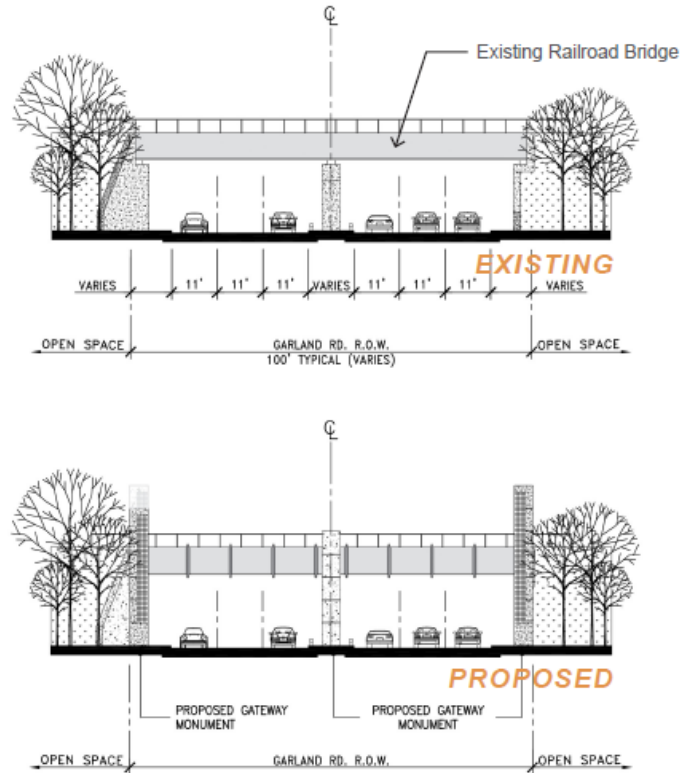 ℄
Existing Railroad Bridge
EXISTING
VARIES 11' 11' 11' VARIES 11' 11' 11' VARIES
OPEN SPACE GARLAND RD. R.O.W. OPEN SPACE
100' TYPICAL (VARIES)
℄
PROPOSED
PROPOSED GATEWAY MONUMENT
PROPOSED GATEWAY MONUMENT
OPEN SPACE GARLAND RD. R.O.W. OPEN SPACE